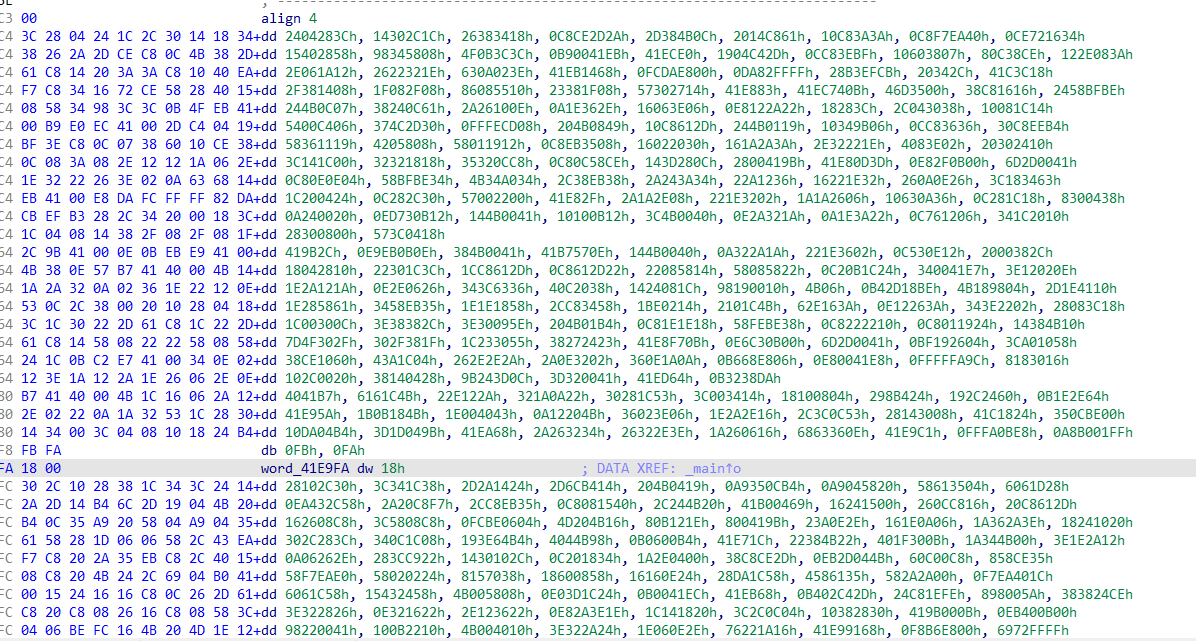 ; ---------------------------------------------------------------------------
C3 00 align 4
C4 3C 28 04 24 1C 2C 30 14 18 34+dd 2404283Ch, 14302C1Ch, 26383418h, 0C8CE2D2Ah, 2D384B0Ch, 2014C861h, 10C83A3Ah, 0C8F7EA40h, 0CE721634h
C4 38 26 2A 2D CE C8 0C 4B 38 2D+dd 15402858h, 98345808h, 4F0B3C3Ch, 0B90041EBh, 41ECE0h, 1904C42Dh, 0CC83EBFh, 10603807h, 80C38CEh, 122E083Ah
C4 61 C8 14 20 3A 3A C8 10 40 EA+dd 2E061A12h, 2622321Eh, 630A023Eh, 41EB1468h, 0FCDAE800h, 0DA82FFFFh, 28B3EFCBh, 20342Ch, 41C3C18h
C4 F7 C8 34 16 72 CE 58 28 40 15+dd 2F381408h, 1F082F08h, 86085510h, 23381F08h, 57302714h, 41E883h, 41EC740Bh, 46D3500h, 38C81616h, 2458BFBEh
C4 08 58 34 98 3C 3C 0B 4F EB 41+dd 244B0C07h, 38240C61h, 2A26100Eh, 0A1E362Eh, 16063E06h, 0E8122A22h, 18283Ch, 2C043038h, 10081C14h
C4 00 B9 E0 EC 41 00 2D C4 04 19+dd 5400C406h, 374C2D30h, 0FFFECD08h, 204B0849h, 10C8612Dh, 244B0119h, 10349B06h, 0CC83636h, 30C8EEB4h
C4 BF 3E C8 0C 07 38 60 10 CE 38+dd 58361119h, 4205808h, 58011912h, 0C8EB3508h, 16022030h, 161A2A3Ah, 2E32221Eh, 4083E02h, 20302410h
C4 0C 08 3A 08 2E 12 12 1A 06 2E+dd 3C141C00h, 32321818h, 35320CC8h, 0C80C58CEh, 143D280Ch, 2800419Bh, 41E80D3Dh, 0E82F0B00h, 6D2D0041h
C4 1E 32 22 26 3E 02 0A 63 68 14+dd 0C80E0E04h, 58BFBE34h, 4B34A034h, 2C38EB38h, 2A243A34h, 22A1236h, 16221E32h, 260A0E26h, 3C183463h
C4 EB 41 00 E8 DA FC FF FF 82 DA+dd 1C200424h, 0C282C30h, 57002200h, 41E82Fh, 2A1A2E08h, 221E3202h, 1A1A2606h, 10630A36h, 0C281C18h, 8300438h
C4 CB EF B3 28 2C 34 20 00 18 3C+dd 0A240020h, 0ED730B12h, 144B0041h, 10100B12h, 3C4B0040h, 0E2A321Ah, 0A1E3A22h, 0C761206h, 341C2010h
C4 1C 04 08 14 38 2F 08 2F 08 1F+dd 28300800h, 573C0418h
64 2C 9B 41 00 0E 0B EB E9 41 00+dd 419B2Ch, 0E9EB0B0Eh, 384B0041h, 41B7570Eh, 144B0040h, 0A322A1Ah, 221E3602h, 0C530E12h, 2000382Ch
64 4B 38 0E 57 B7 41 40 00 4B 14+dd 18042810h, 22301C3Ch, 1CC8612Dh, 0C8612D22h, 22085814h, 58085822h, 0C20B1C24h, 340041E7h, 3E12020Eh
64 1A 2A 32 0A 02 36 1E 22 12 0E+dd 1E2A121Ah, 0E2E0626h, 343C6336h, 40C2038h, 1424081Ch, 98190010h, 4B06h, 0B42D18BEh, 4B189804h, 2D1E4110h
64 53 0C 2C 38 00 20 10 28 04 18+dd 1E285861h, 3458EB35h, 1E1E1858h, 2CC83458h, 1BE0214h, 2101C4Bh, 62E163Ah, 0E12263Ah, 343E2202h, 28083C18h
64 3C 1C 30 22 2D 61 C8 1C 22 2D+dd 1C00300Ch, 3E38382Ch, 3E30095Eh, 204B01B4h, 0C81E1E18h, 58FEBE38h, 0C8222210h, 0C8011924h, 14384B10h
64 61 C8 14 58 08 22 22 58 08 58+dd 7D4F302Fh, 302F381Fh, 1C233055h, 38272423h, 41E8F70Bh, 0E6C30B00h, 6D2D0041h, 0BF192604h, 3CA01058h
64 24 1C 0B C2 E7 41 00 34 0E 02+dd 38CE1060h, 43A1C04h, 262E2E2Ah, 2A0E3202h, 360E1A0Ah, 0B668E806h, 0E80041E8h, 0FFFFFA9Ch, 8183016h
64 12 3E 1A 12 2A 1E 26 06 2E 0E+dd 102C0020h, 38140428h, 9B243D0Ch, 3D320041h, 41ED64h, 0B3238DAh
80 B7 41 40 00 4B 1C 16 06 2A 12+dd 4041B7h, 6161C4Bh, 22E122Ah, 321A0A22h, 30281C53h, 3C003414h, 18100804h, 298B424h, 192C2460h, 0B1E2E64h
80 2E 02 22 0A 1A 32 53 1C 28 30+dd 41E95Ah, 1B0B184Bh, 1E004043h, 0A12204Bh, 36023E06h, 1E2A2E16h, 2C3C0C53h, 28143008h, 41C1824h, 350CBE00h
80 14 34 00 3C 04 08 10 18 24 B4+dd 10DA04B4h, 3D1D049Bh, 41EA68h, 2A263234h, 26322E3Eh, 1A260616h, 6863360Eh, 41E9C1h, 0FFFA0BE8h, 0A8B001FFh
F8 FB FA db 0FBh, 0FAh
FA 18 00 word_41E9FA dw 18h ; DATA XREF: _main↑o
FC 30 2C 10 28 38 1C 34 3C 24 14+dd 28102C30h, 3C341C38h, 2D2A1424h, 2D6CB414h, 204B0419h, 0A9350CB4h, 0A9045820h, 58613504h, 6061D28h
FC 2A 2D 14 B4 6C 2D 19 04 4B 20+dd 0EA432C58h, 2A20C8F7h, 2CC8EB35h, 0C8081540h, 2C244B20h, 41B00469h, 16241500h, 260CC816h, 20C8612Dh
FC B4 0C 35 A9 20 58 04 A9 04 35+dd 162608C8h, 3C5808C8h, 0FCBE0604h, 4D204B16h, 80B121Eh, 800419Bh, 23A0E2Eh, 161E0A06h, 1A362A3Eh, 18241020h
FC 61 58 28 1D 06 06 58 2C 43 EA+dd 302C283Ch, 340C1C08h, 193E64B4h, 4044B98h, 0B0600B4h, 41E71Ch, 22384B22h, 401F300Bh, 1A344B00h, 3E1E2A12h
FC F7 C8 20 2A 35 EB C8 2C 40 15+dd 0A06262Eh, 283CC922h, 1430102Ch, 0C201834h, 1A2E0400h, 38C8CE2Dh, 0EB2D044Bh, 60C00C8h, 858CE35h
FC 08 C8 20 4B 24 2C 69 04 B0 41+dd 58F7EAE0h, 58020224h, 8157038h, 18600858h, 16160E24h, 28DA1C58h, 4586135h, 582A2A00h, 0F7EA401Ch
FC 00 15 24 16 16 C8 0C 26 2D 61+dd 6061C58h, 15432458h, 4B005808h, 0E03D1C24h, 0B0041ECh, 41EB68h, 0B402C42Dh, 24C81EFEh, 898005Ah, 383824CEh
FC C8 20 C8 08 26 16 C8 08 58 3C+dd 3E322826h, 0E321622h, 2E123622h, 0E82A3E1Eh, 1C141820h, 3C2C0C04h, 10382830h, 419B000Bh, 0EB400B00h
FC 04 06 BE FC 16 4B 20 4D 1E 12+dd 98220041h, 100B2210h, 4B004010h, 3E322A24h, 1E060E2Eh, 76221A16h, 41E99168h, 0F8B6E800h, 6972FFFFh